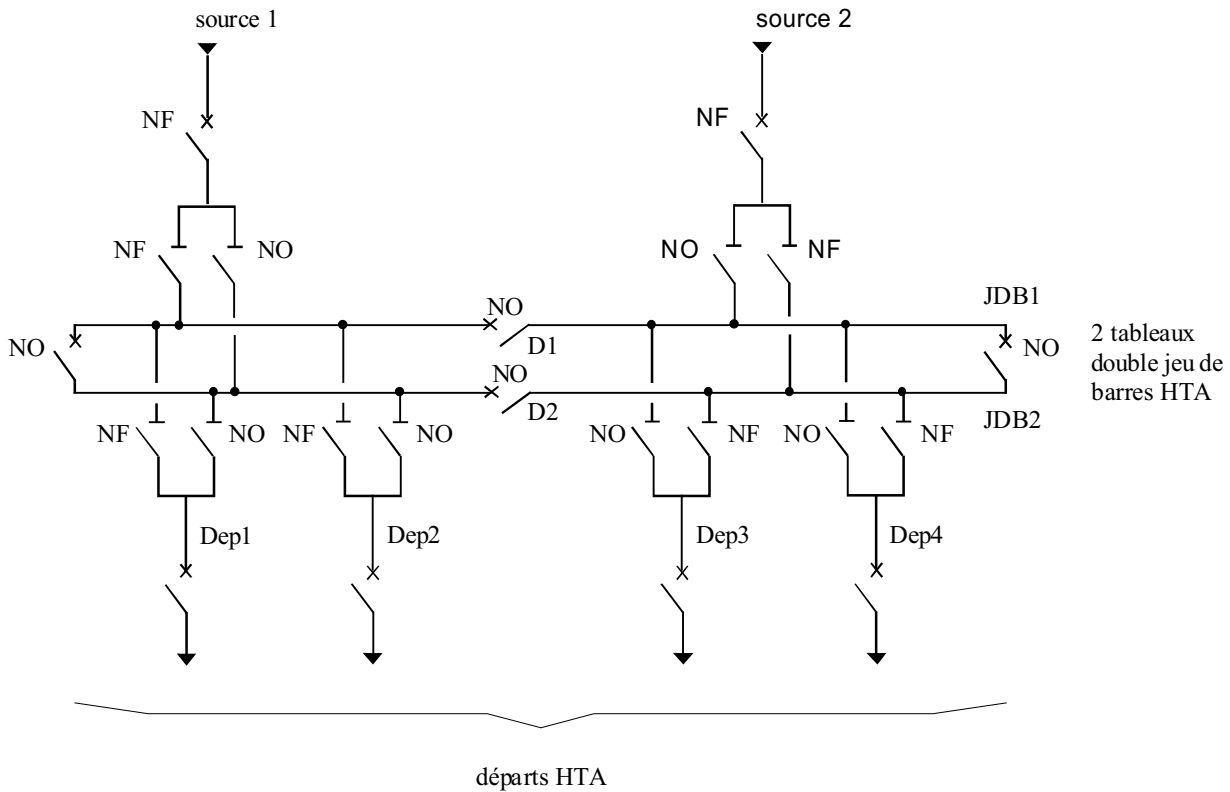 source 1
source 2
NF
NF
NF
NO
NO
NF
JDB1
NO
D1
NO
NO
2 tableaux
double jeu de
barres HTA
NO
D2
JDB2
NF
NO
NF
NO
NO
NF
NO
NF
Dep1
Dep2
Dep3
Dep4
départs HTA